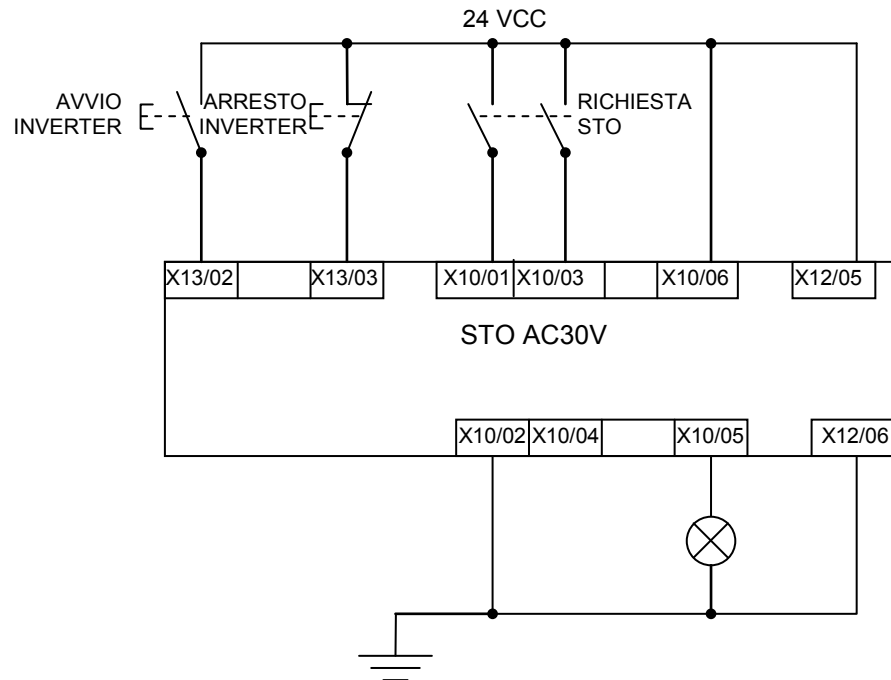 24 VCC
AVVIO
INVERTER
ARRESTO
INVERTER
RICHIESTA
STO
X13/02
X13/03
X10/01
X10/03
X10/06
X12/05
STO AC30V
X10/02
X10/04
X10/05
X12/06